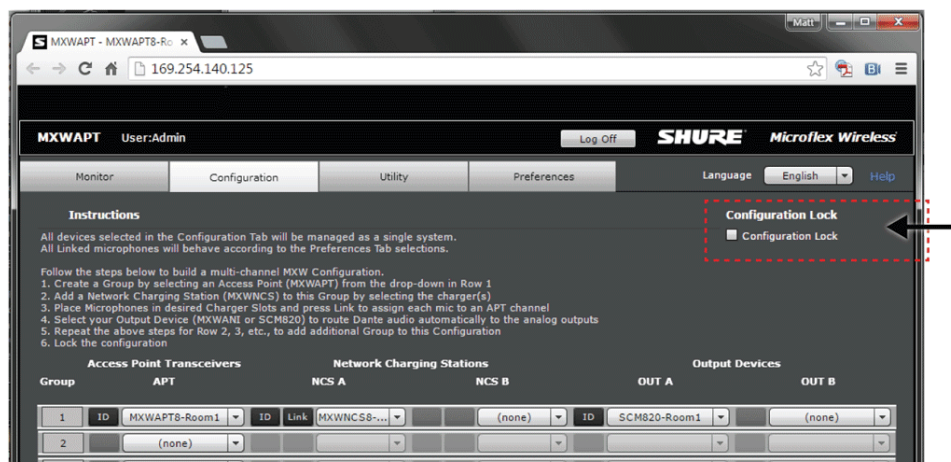 Matt
MXWAPT - MXWAPT8-Ro
169.254.140.125
MXWAPT User:Admin Log Off SHURE Microflex Wireless
Monitor Configuration Utility Preferences Language English Help
Instructions Configuration Lock
All devices selected in the Configuration Tab will be managed as a single system. Configuration Lock
All Linked microphones will behave according to the Preferences Tab selections.
Follow the steps below to build a multi-channel MXW Configuration.
1. Create a Group by selecting an Access Point (MXWAPT) from the drop-down in Row 1
2. Add a Network Charging Station (MXWNCS) to this Group by selecting the charger(s)
3. Place Microphones in desired Charger Slots and press Link to assign each mic to an APT channel
4. Select your Output Device (MXWANI or SCM820) to route Dante audio automatically to the analog outputs
5. Repeat the above steps for Row 2, 3, etc., to add additional Group to this Configuration
6. Lock the configuration
Access Point Transceivers Network Charging Stations Output Devices
Group APT NCS A NCS B OUT A OUT B
1 ID MXWAPT8-Room1 ID Link MXWNCS8-... (none) ID SCM820-Room1 (none)
2 (none)